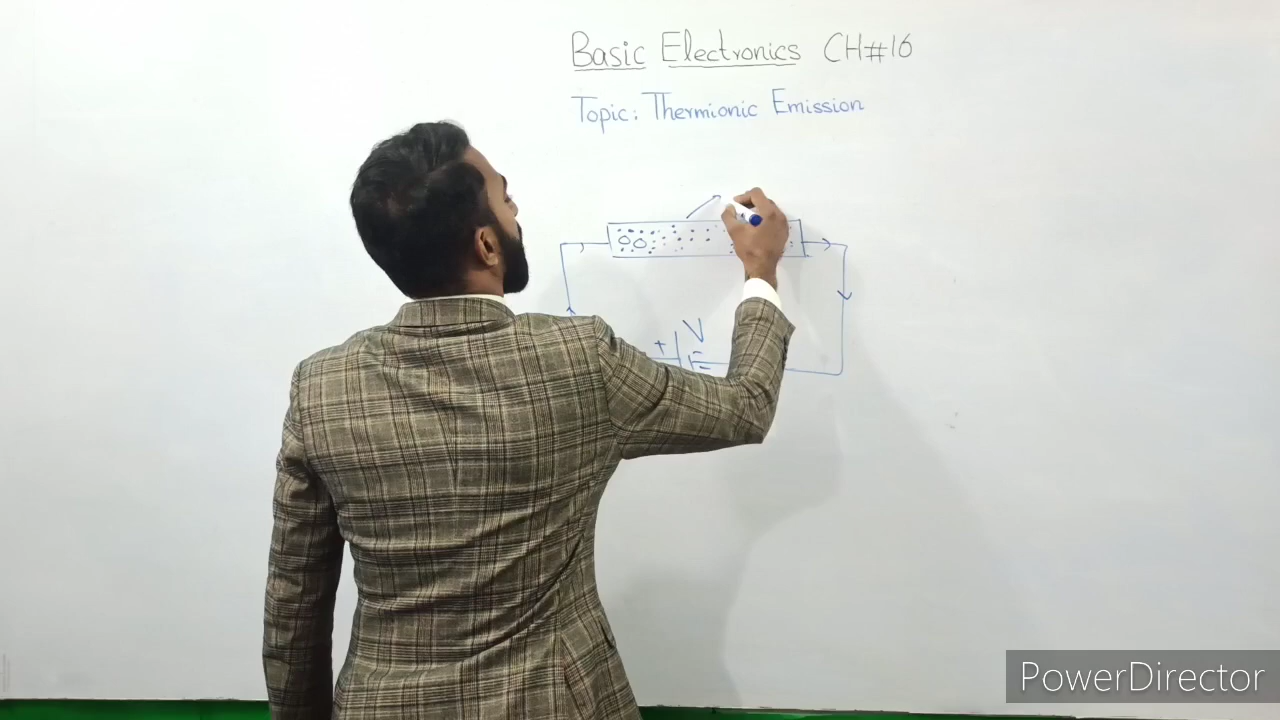 Basic Electronics CH#16
Topic: Thermionic Emission
+ V -
PowerDirector